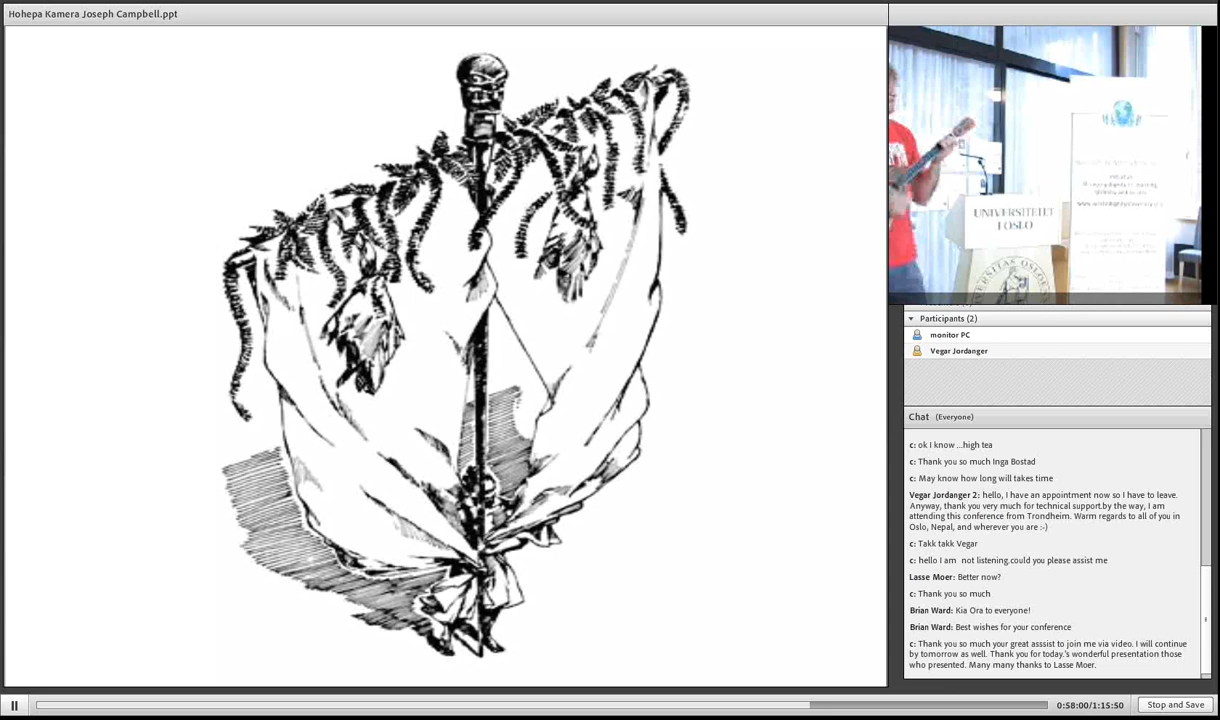 Hohepa Kamera Joseph Campbell.ppt
UNIVERSITETET
I OSLO
Participants (2)
monitor PC
Vegar Jordanger
Chat (Everyone)
c: ok I know ...high tea
c: Thank you so much Inga Bostad
c: May know how long will takes time
Vegar Jordanger 2: hello, I have an appointment now so I have to leave.
Anyway, thank you very much for technical support.by the way, I am
attending this conference from Trondheim. Warm regards to all of you in
Oslo, Nepal, and wherever you are :-)
c: Takk takk Vegar
c: hello I am  not listening.could you please assist me
Lasse Moer: Better now?
c: Thank you so much
Brian Ward: Kia Ora to everyone!
Brian Ward: Best wishes for your conference
c: Thank you so much your great asssist to join me via video. I will continue
by tomorrow as well. Thank you for today.'s wonderful presentation those
who presented. Many many thanks to Lasse Moer.
0:58:00/1:15:50
Stop and Save